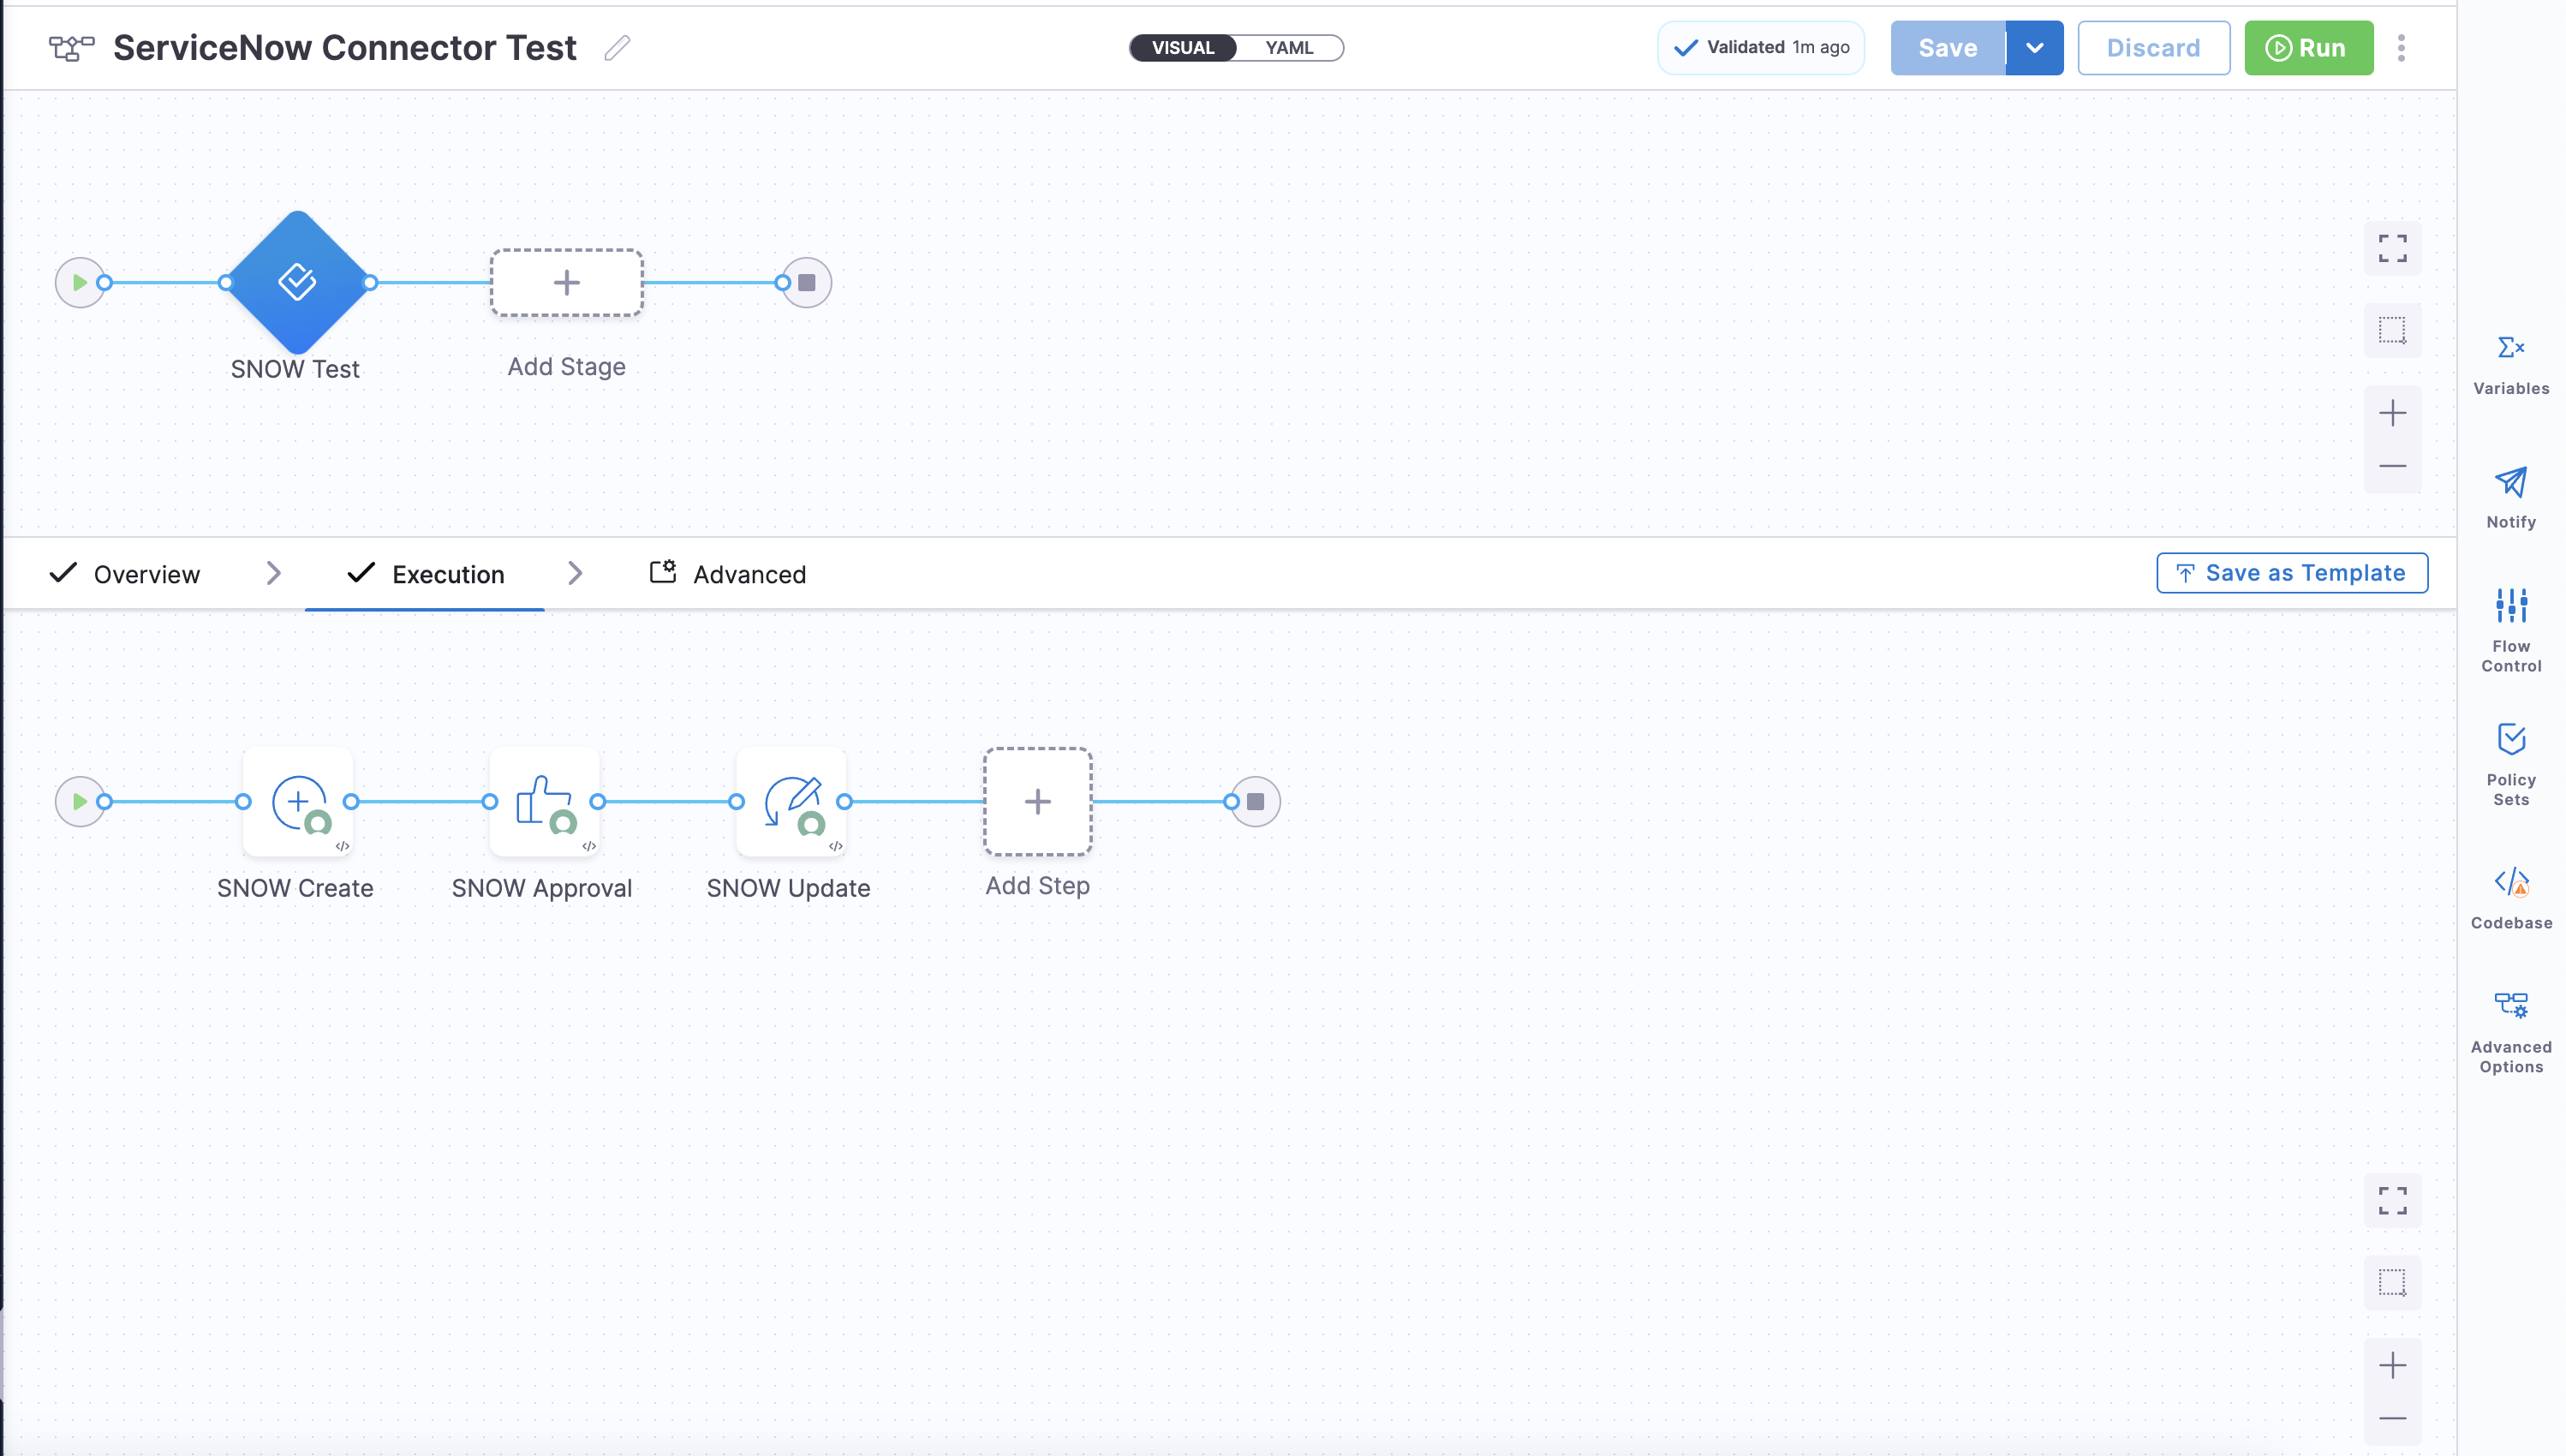 ServiceNow Connector Test
VISUAL
YAML
Validated 1m ago
Save
Discard
Run
SNOW Test
Add Stage
Variables
Notify
Flow
Control
Policy
Sets
Codebase
Advanced
Options
Overview
Execution
Advanced
Save as Template
SNOW Create
SNOW Approval
SNOW Update
Add Step